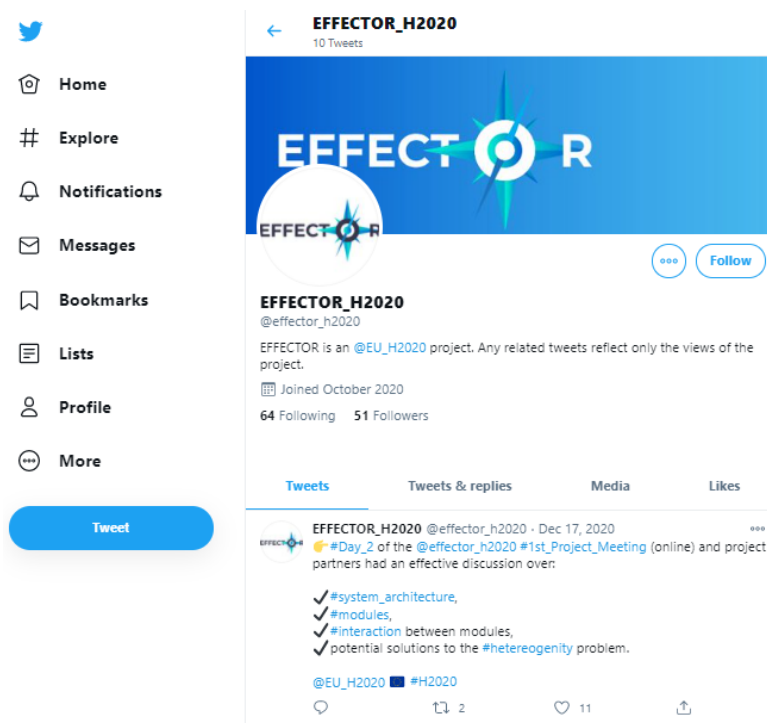 EFFECTOR_H2020
10 Tweets
Home
Explore
Notifications
Messages
Bookmarks
Lists
Profile
More
Tweet
EFFECTOR
EFFECTOR
Follow
EFFECTOR_H2020
@effector_h2020
EFFECTOR is an @EU_H2020 project. Any related tweets reflect only the views of the
project.
Joined October 2020
64 Following 51 Followers
Tweets Tweets & replies Media Likes
EFFECTOR
EFFECTOR_H2020 @effector_h2020 · Dec 17, 2020
👉#Day_2 of the @effector_h2020 #1st_Project_Meeting (online) and project
partners had an effective discussion over:
✔#system_architecture,
✔#modules,
✔#interaction between modules,
✔potential solutions to the #hetereogenity problem.
@EU_H2020 🇪🇺 #H2020
2 11